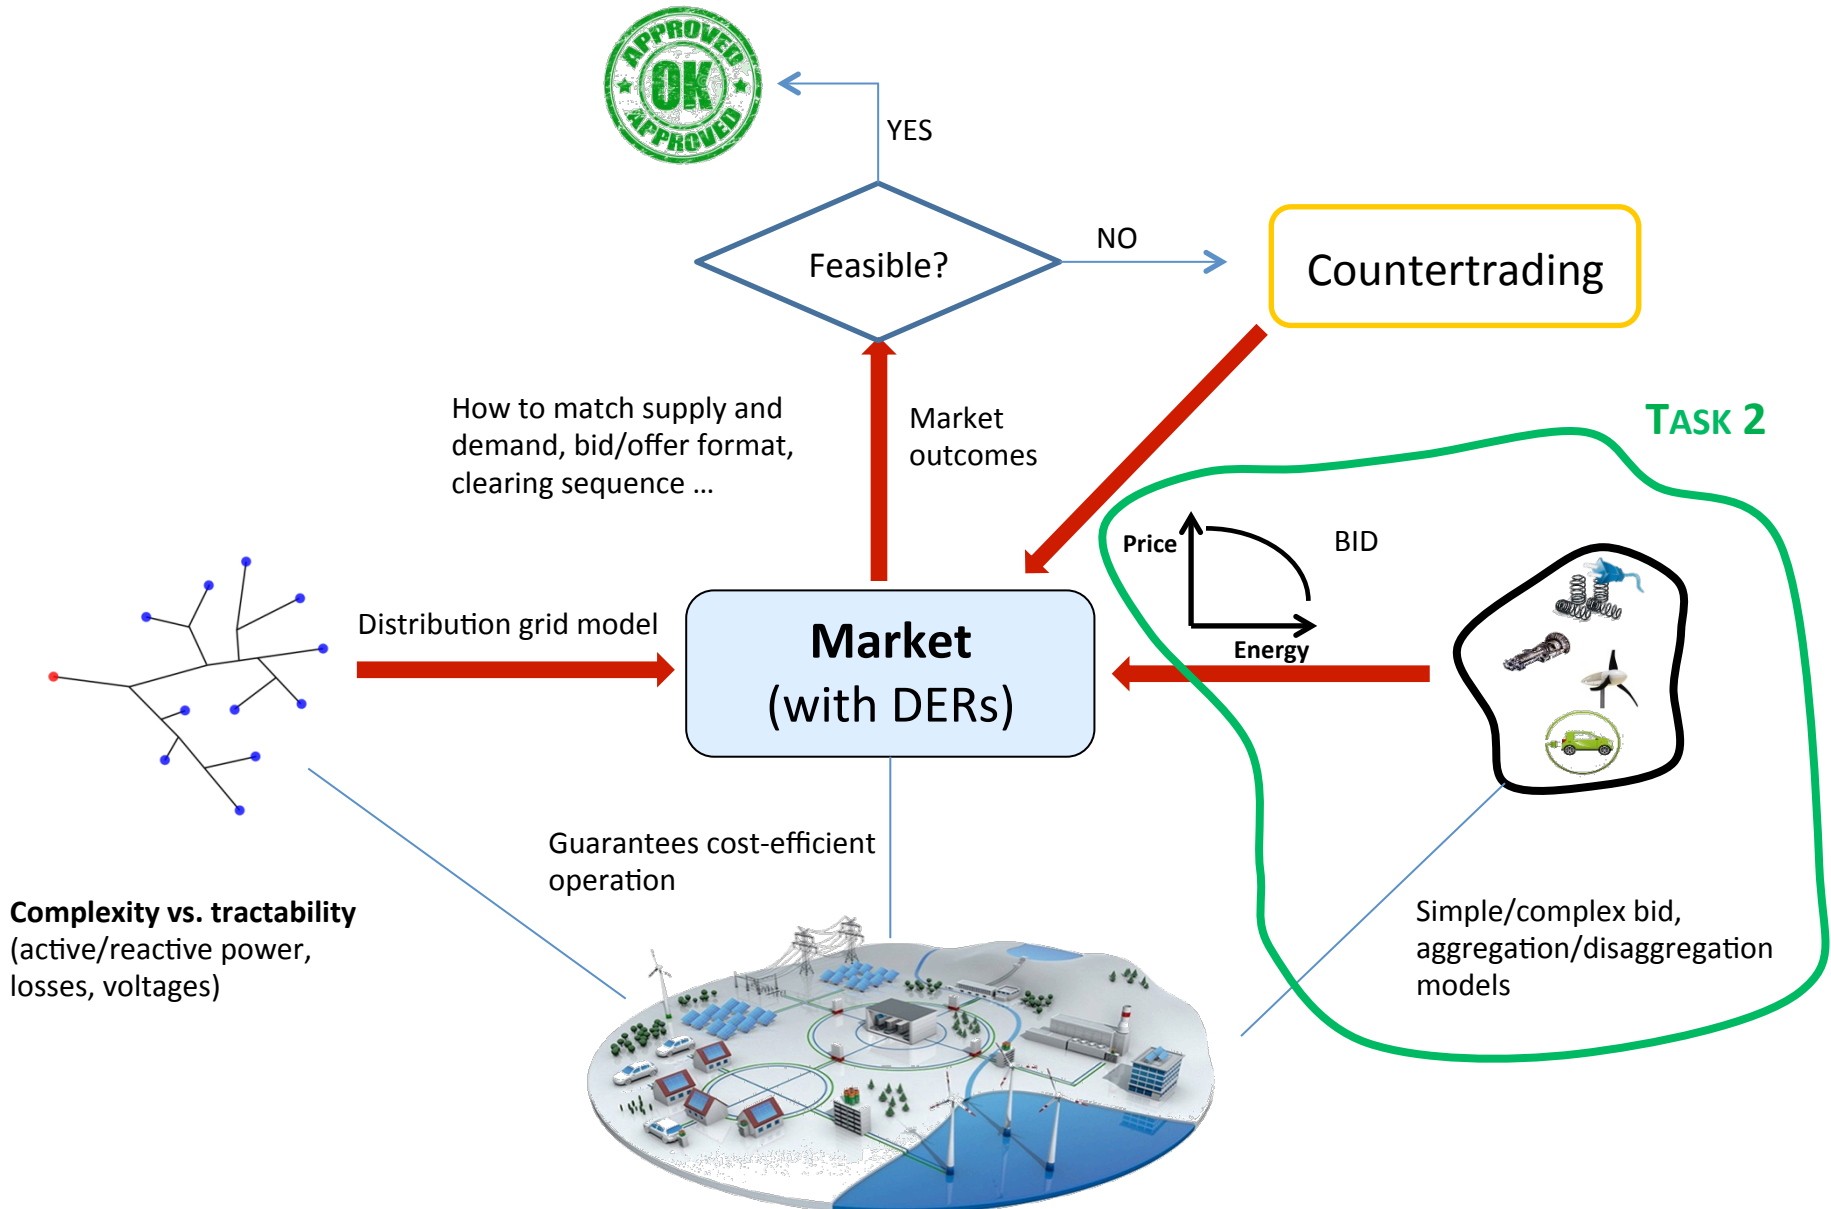 APPROVED
OK
APPROVED
YES
Feasible?
NO
Countertrading
How to match supply and
demand, bid/offer format,
clearing sequence ...
Market
outcomes
TASK 2
Price
BID
Energy
Distribution grid model
Market
(with DERs)
Guarantees cost-efficient
operation
Complexity vs. tractability
(active/reactive power,
losses, voltages)
Simple/complex bid,
aggregation/disaggregation
models